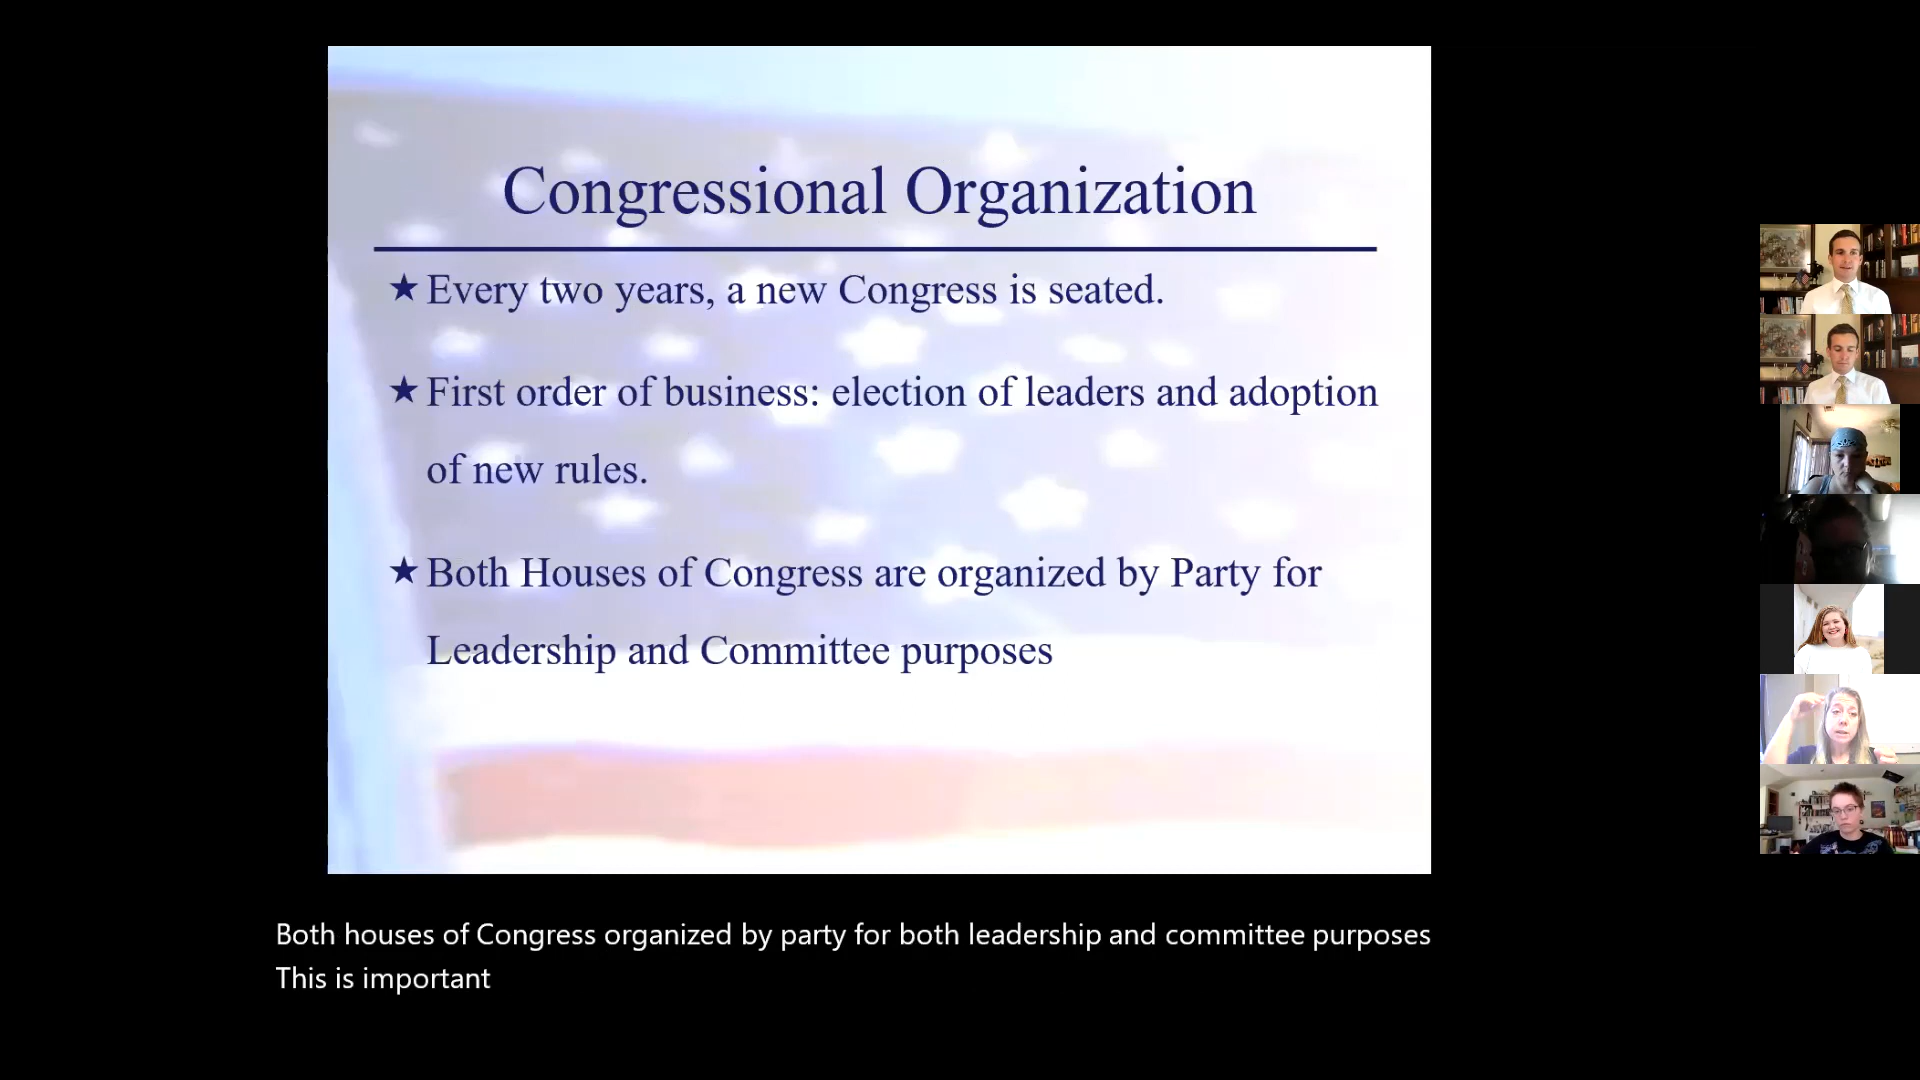 Congressional Organization
★ Every two years, a new Congress is seated.
★ First order of business: election of leaders and adoption
of new rules.
★ Both Houses of Congress are organized by Party for
Leadership and Committee purposes
Both houses of Congress organized by party for both leadership and committee purposes
This is important